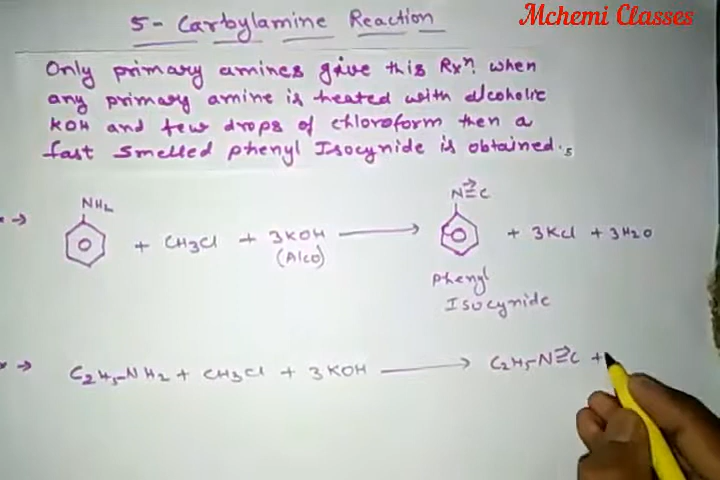 Mchemi Classes
5- Carbylamine Reaction
Only primary amines give this Rxⁿ. when
any primary amine is heated with alcoholic
KOH and few drops of chloroform then a
fast smelled phenyl Isocynide is obtained.
NH₂ + CH3Cl + 3KOH (Alco) → N≡C + 3KCl + 3H2O
Phenyl
Isocynide
C2H5-NH2 + CH3Cl + 3KOH → C2H5-N≡C +